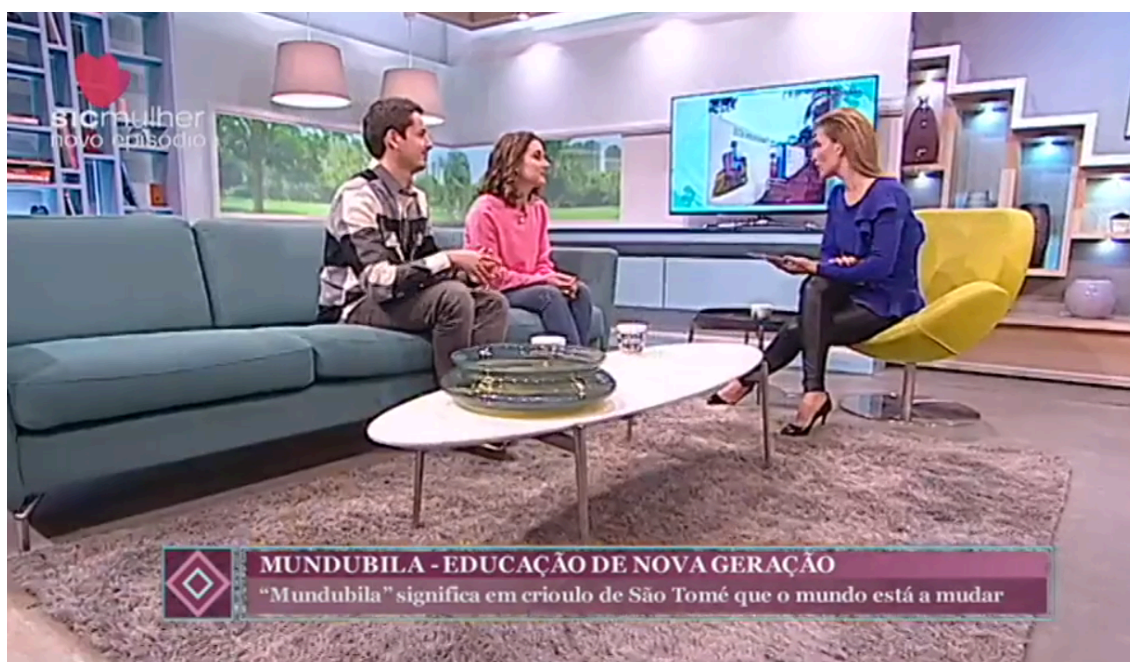 sicmulher
novo episódio
MUNDUBILA - EDUCAÇÃO DE NOVA GERAÇÃO
“Mundubila” significa em crioulo de São Tomé que o mundo está a mudar